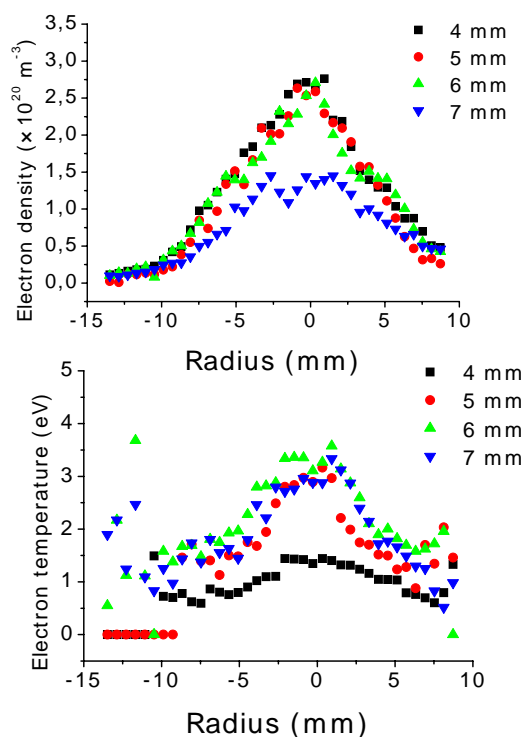 3,5
3,0
2,5
2,0
1,5
1,0
0,5
0,0
Electron density (×10²⁰ m⁻³)
4 mm
5 mm
6 mm
7 mm
-15 -10 -5 0 5 10
Radius (mm)
5
4
3
2
1
0
Electron temperature (eV)
4 mm
5 mm
6 mm
7 mm
-15 -10 -5 0 5 10
Radius (mm)